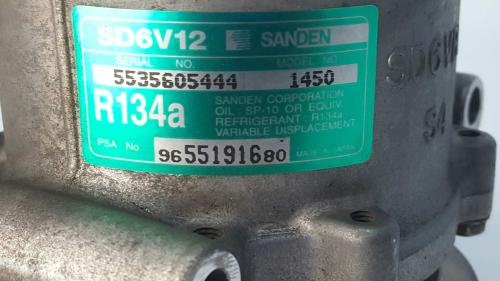 SD6V12 SANDEN
SERIAL NO. MODEL NO.
5535605444 1450
R134a
SANDEN CORPORATION
OIL: SP-10 OR EQUIV.
REFRIGERANT: R134a
VARIABLE DISPLACEMENT
PSA No 9655191680 MADE IN JAPAN